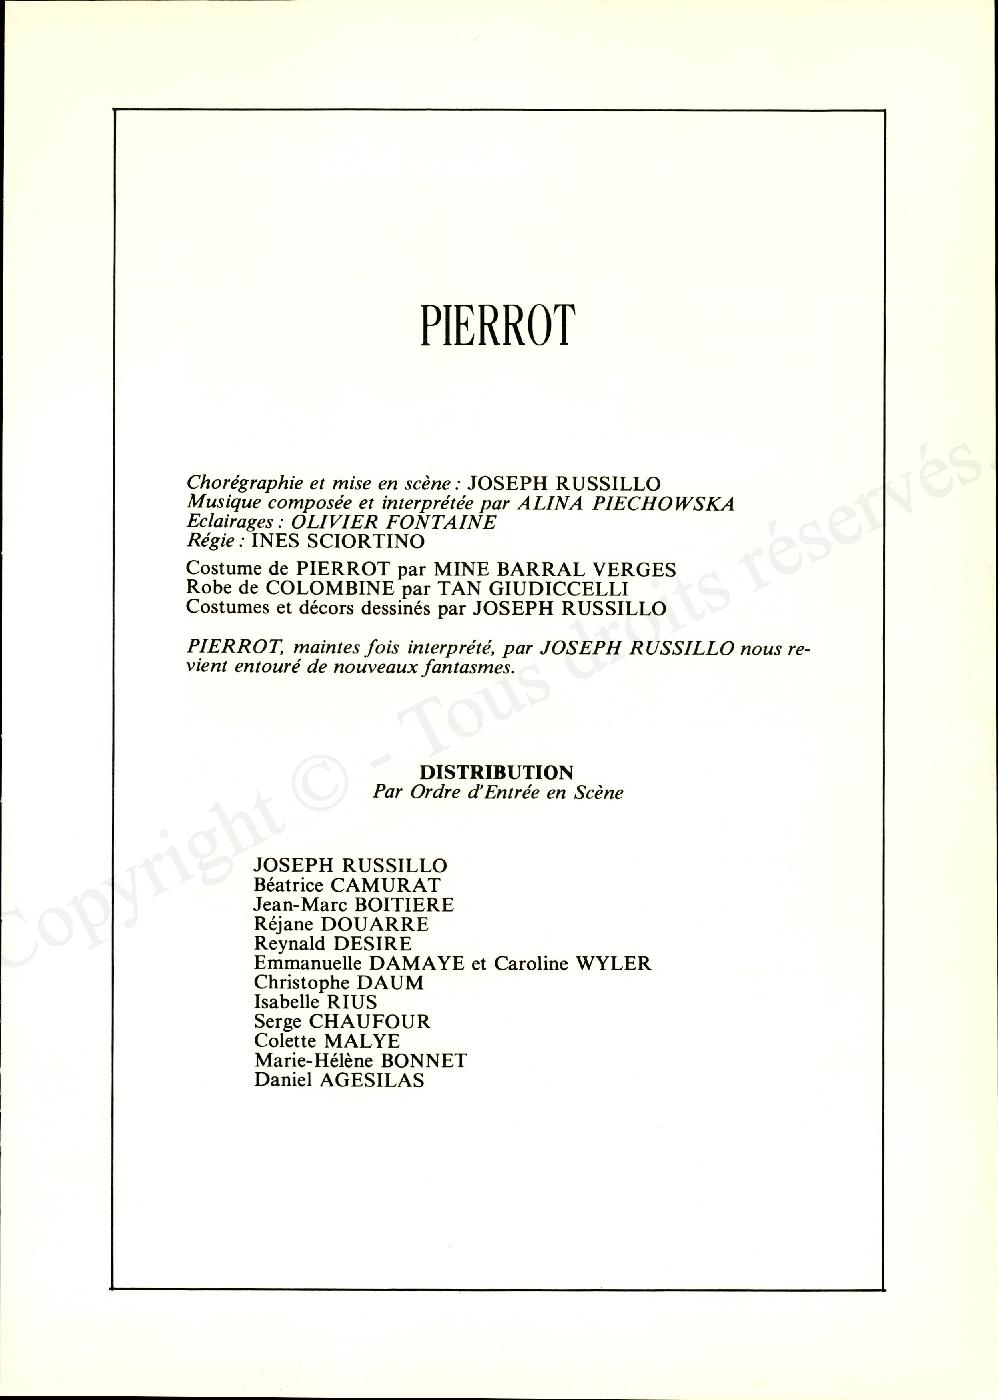 PIERROT
Chorégraphie et mise en scène : JOSEPH RUSSILLO
Musique composée et interprétée par ALINA PIECHOWSKA
Eclairages : OLIVIER FONTAINE
Régie : INES SCIORTINO
Costume de PIERROT par MINE BARRAL VERGES
Robe de COLOMBINE par TAN GIUDICCELLI
Costumes et décors dessinés par JOSEPH RUSSILLO
PIERROT, maintes fois interprété, par JOSEPH RUSSILLO nous re-
vient entouré de nouveaux fantasmes.
DISTRIBUTION
Par Ordre d'Entrée en Scène
JOSEPH RUSSILLO
Béatrice CAMURAT
Jean-Marc BOITIERE
Réjane DOUARRE
Reynald DESIRE
Emmanuelle DAMAYE et Caroline WYLER
Christophe DAUM
Isabelle RIUS
Serge CHAUFOUR
Colette MALYE
Marie-Hélène BONNET
Daniel AGESILAS
Copyright © - Tous droits réservés.